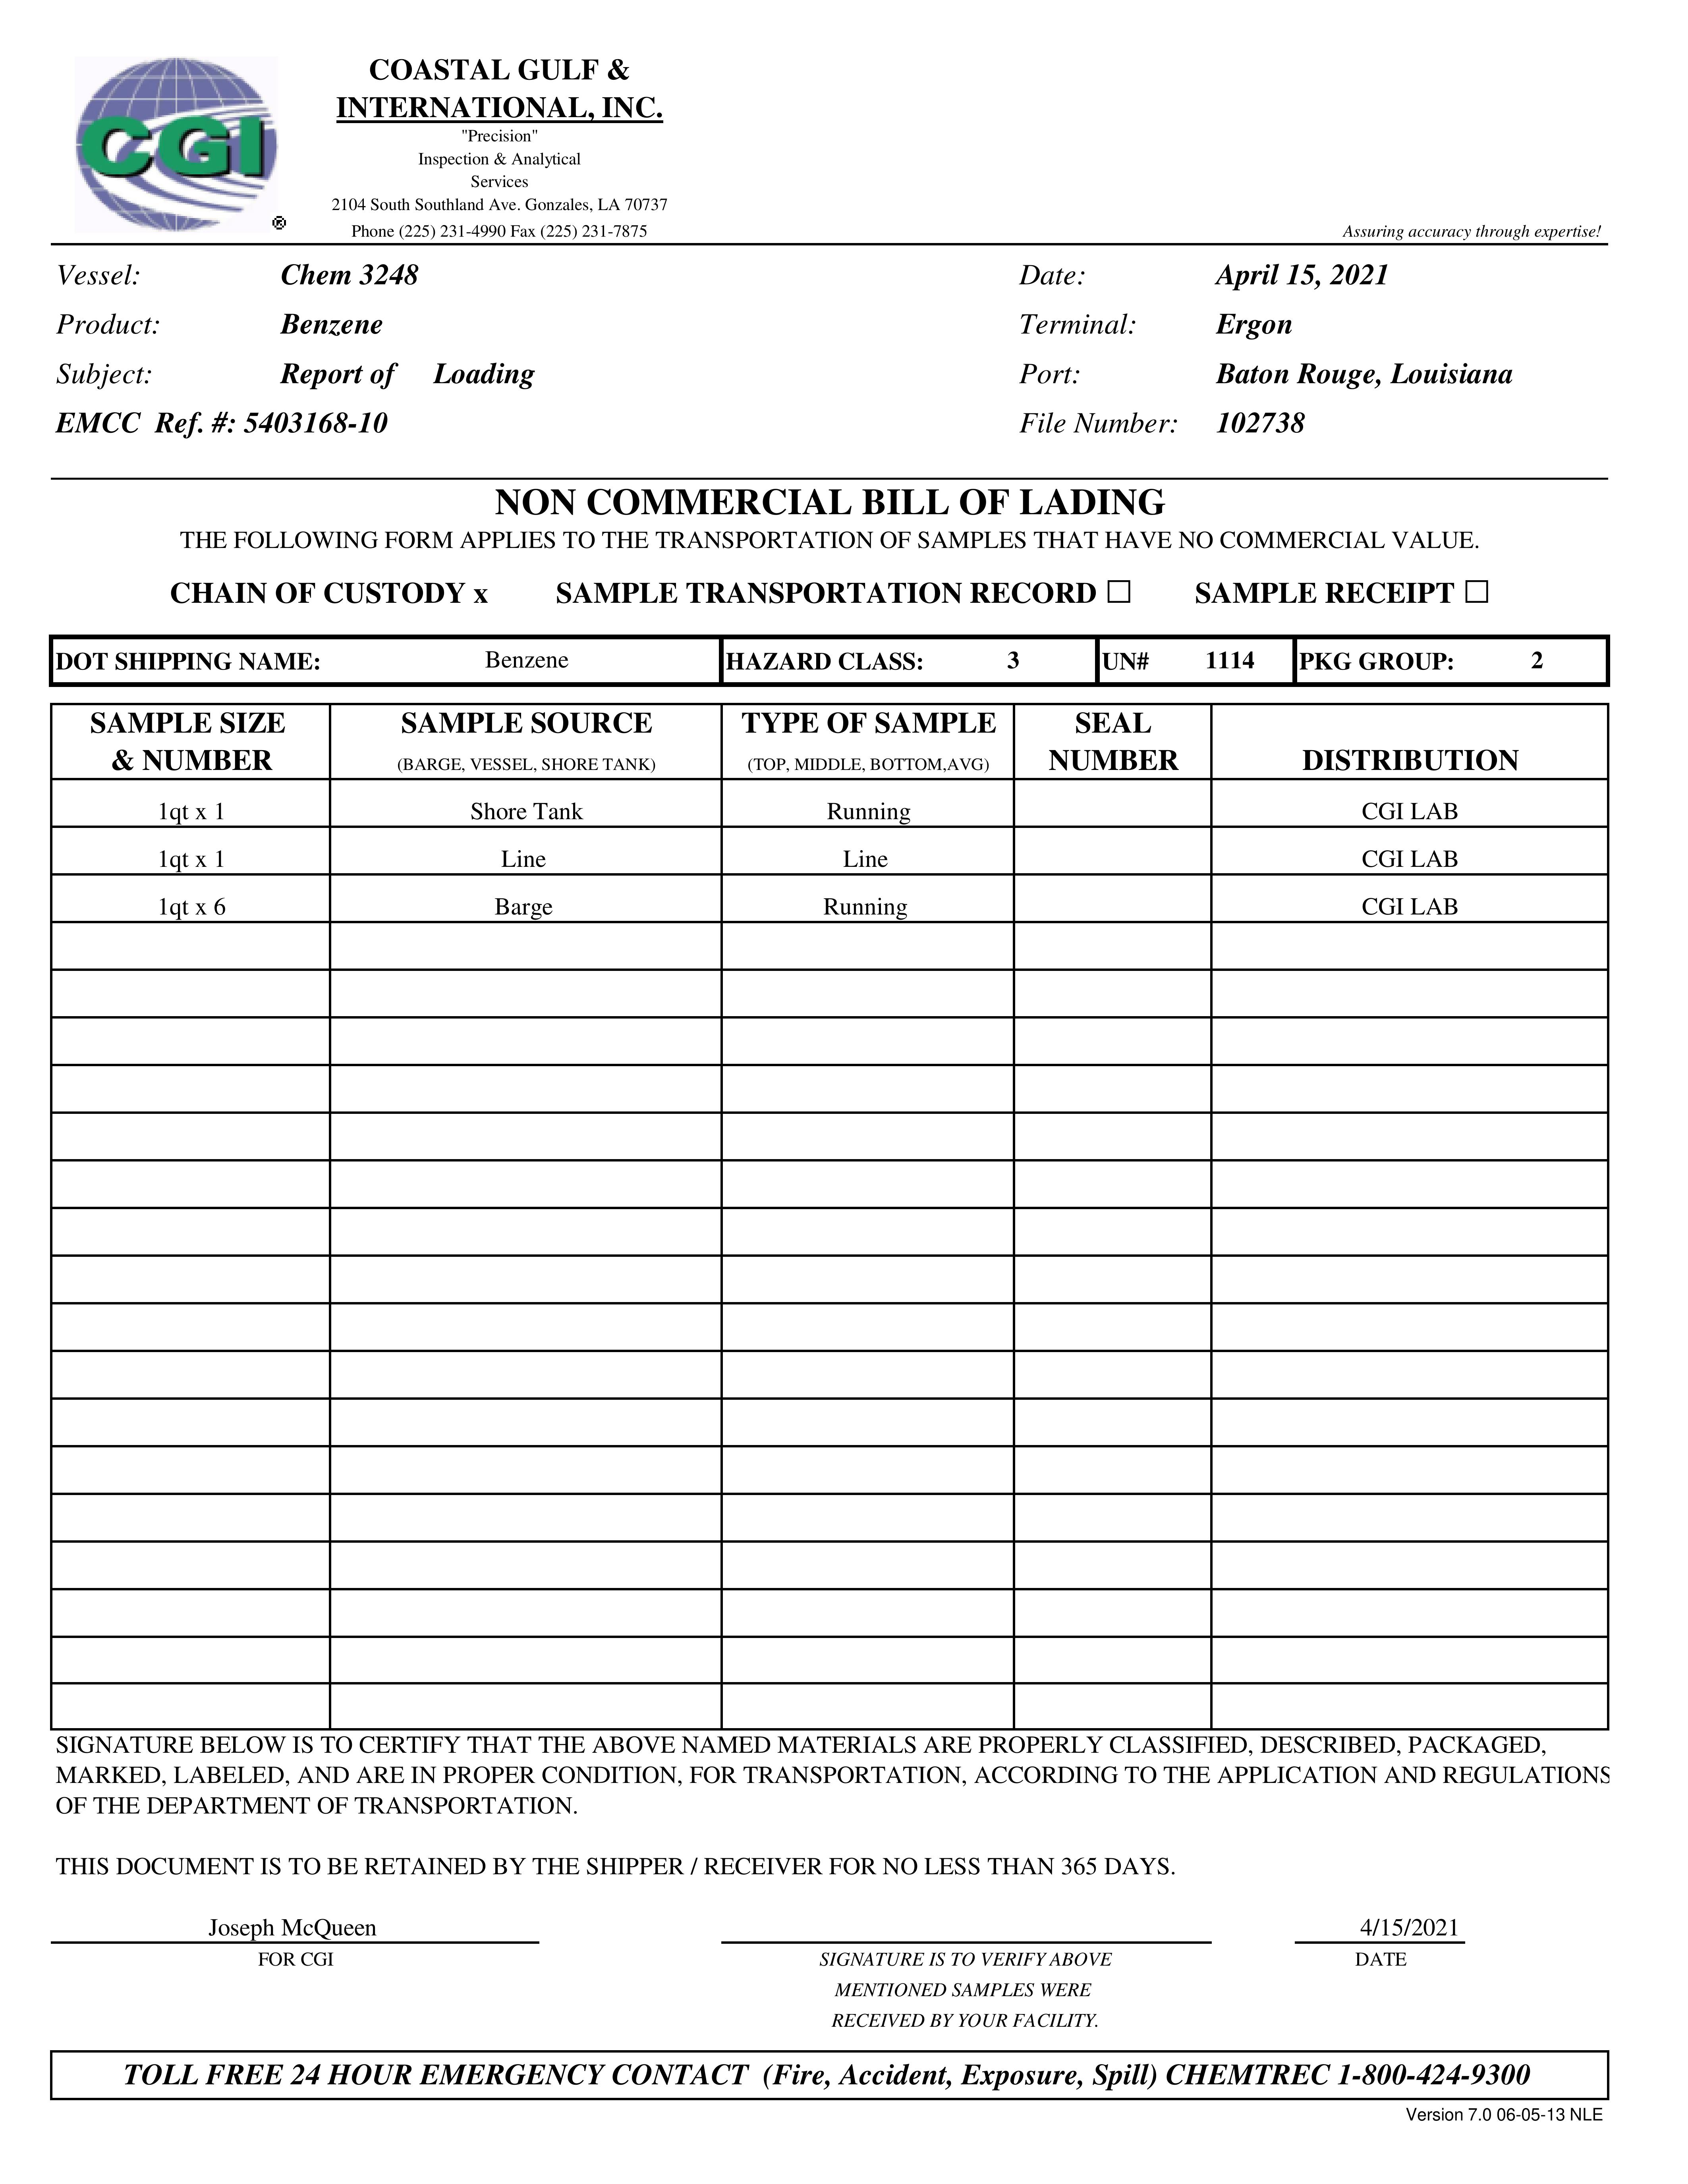 CGI
®
COASTAL GULF &
INTERNATIONAL, INC.
"Precision"
Inspection & Analytical
Services
2104 South Southland Ave. Gonzales, LA 70737
Phone (225) 231-4990 Fax (225) 231-7875
Assuring accuracy through expertise!
Vessel: Chem 3248 Date: April 15, 2021
Product: Benzene Terminal: Ergon
Subject: Report of Loading Port: Baton Rouge, Louisiana
EMCC Ref. #: 5403168-10 File Number: 102738
NON COMMERCIAL BILL OF LADING
THE FOLLOWING FORM APPLIES TO THE TRANSPORTATION OF SAMPLES THAT HAVE NO COMMERCIAL VALUE.
CHAIN OF CUSTODY x SAMPLE TRANSPORTATION RECORD ☐ SAMPLE RECEIPT ☐
DOT SHIPPING NAME: Benzene HAZARD CLASS: 3 UN# 1114 PKG GROUP: 2
SAMPLE SIZE SAMPLE SOURCE TYPE OF SAMPLE SEAL
& NUMBER (BARGE, VESSEL, SHORE TANK) (TOP, MIDDLE, BOTTOM,AVG) NUMBER DISTRIBUTION
1qt x 1 Shore Tank Running CGI LAB
1qt x 1 Line Line CGI LAB
1qt x 6 Barge Running CGI LAB
SIGNATURE BELOW IS TO CERTIFY THAT THE ABOVE NAMED MATERIALS ARE PROPERLY CLASSIFIED, DESCRIBED, PACKAGED,
MARKED, LABELED, AND ARE IN PROPER CONDITION, FOR TRANSPORTATION, ACCORDING TO THE APPLICATION AND REGULATIONS
OF THE DEPARTMENT OF TRANSPORTATION.
THIS DOCUMENT IS TO BE RETAINED BY THE SHIPPER / RECEIVER FOR NO LESS THAN 365 DAYS.
Joseph McQueen 4/15/2021
FOR CGI SIGNATURE IS TO VERIFY ABOVE DATE
MENTIONED SAMPLES WERE
RECEIVED BY YOUR FACILITY.
TOLL FREE 24 HOUR EMERGENCY CONTACT (Fire, Accident, Exposure, Spill) CHEMTREC 1-800-424-9300
Version 7.0 06-05-13 NLE